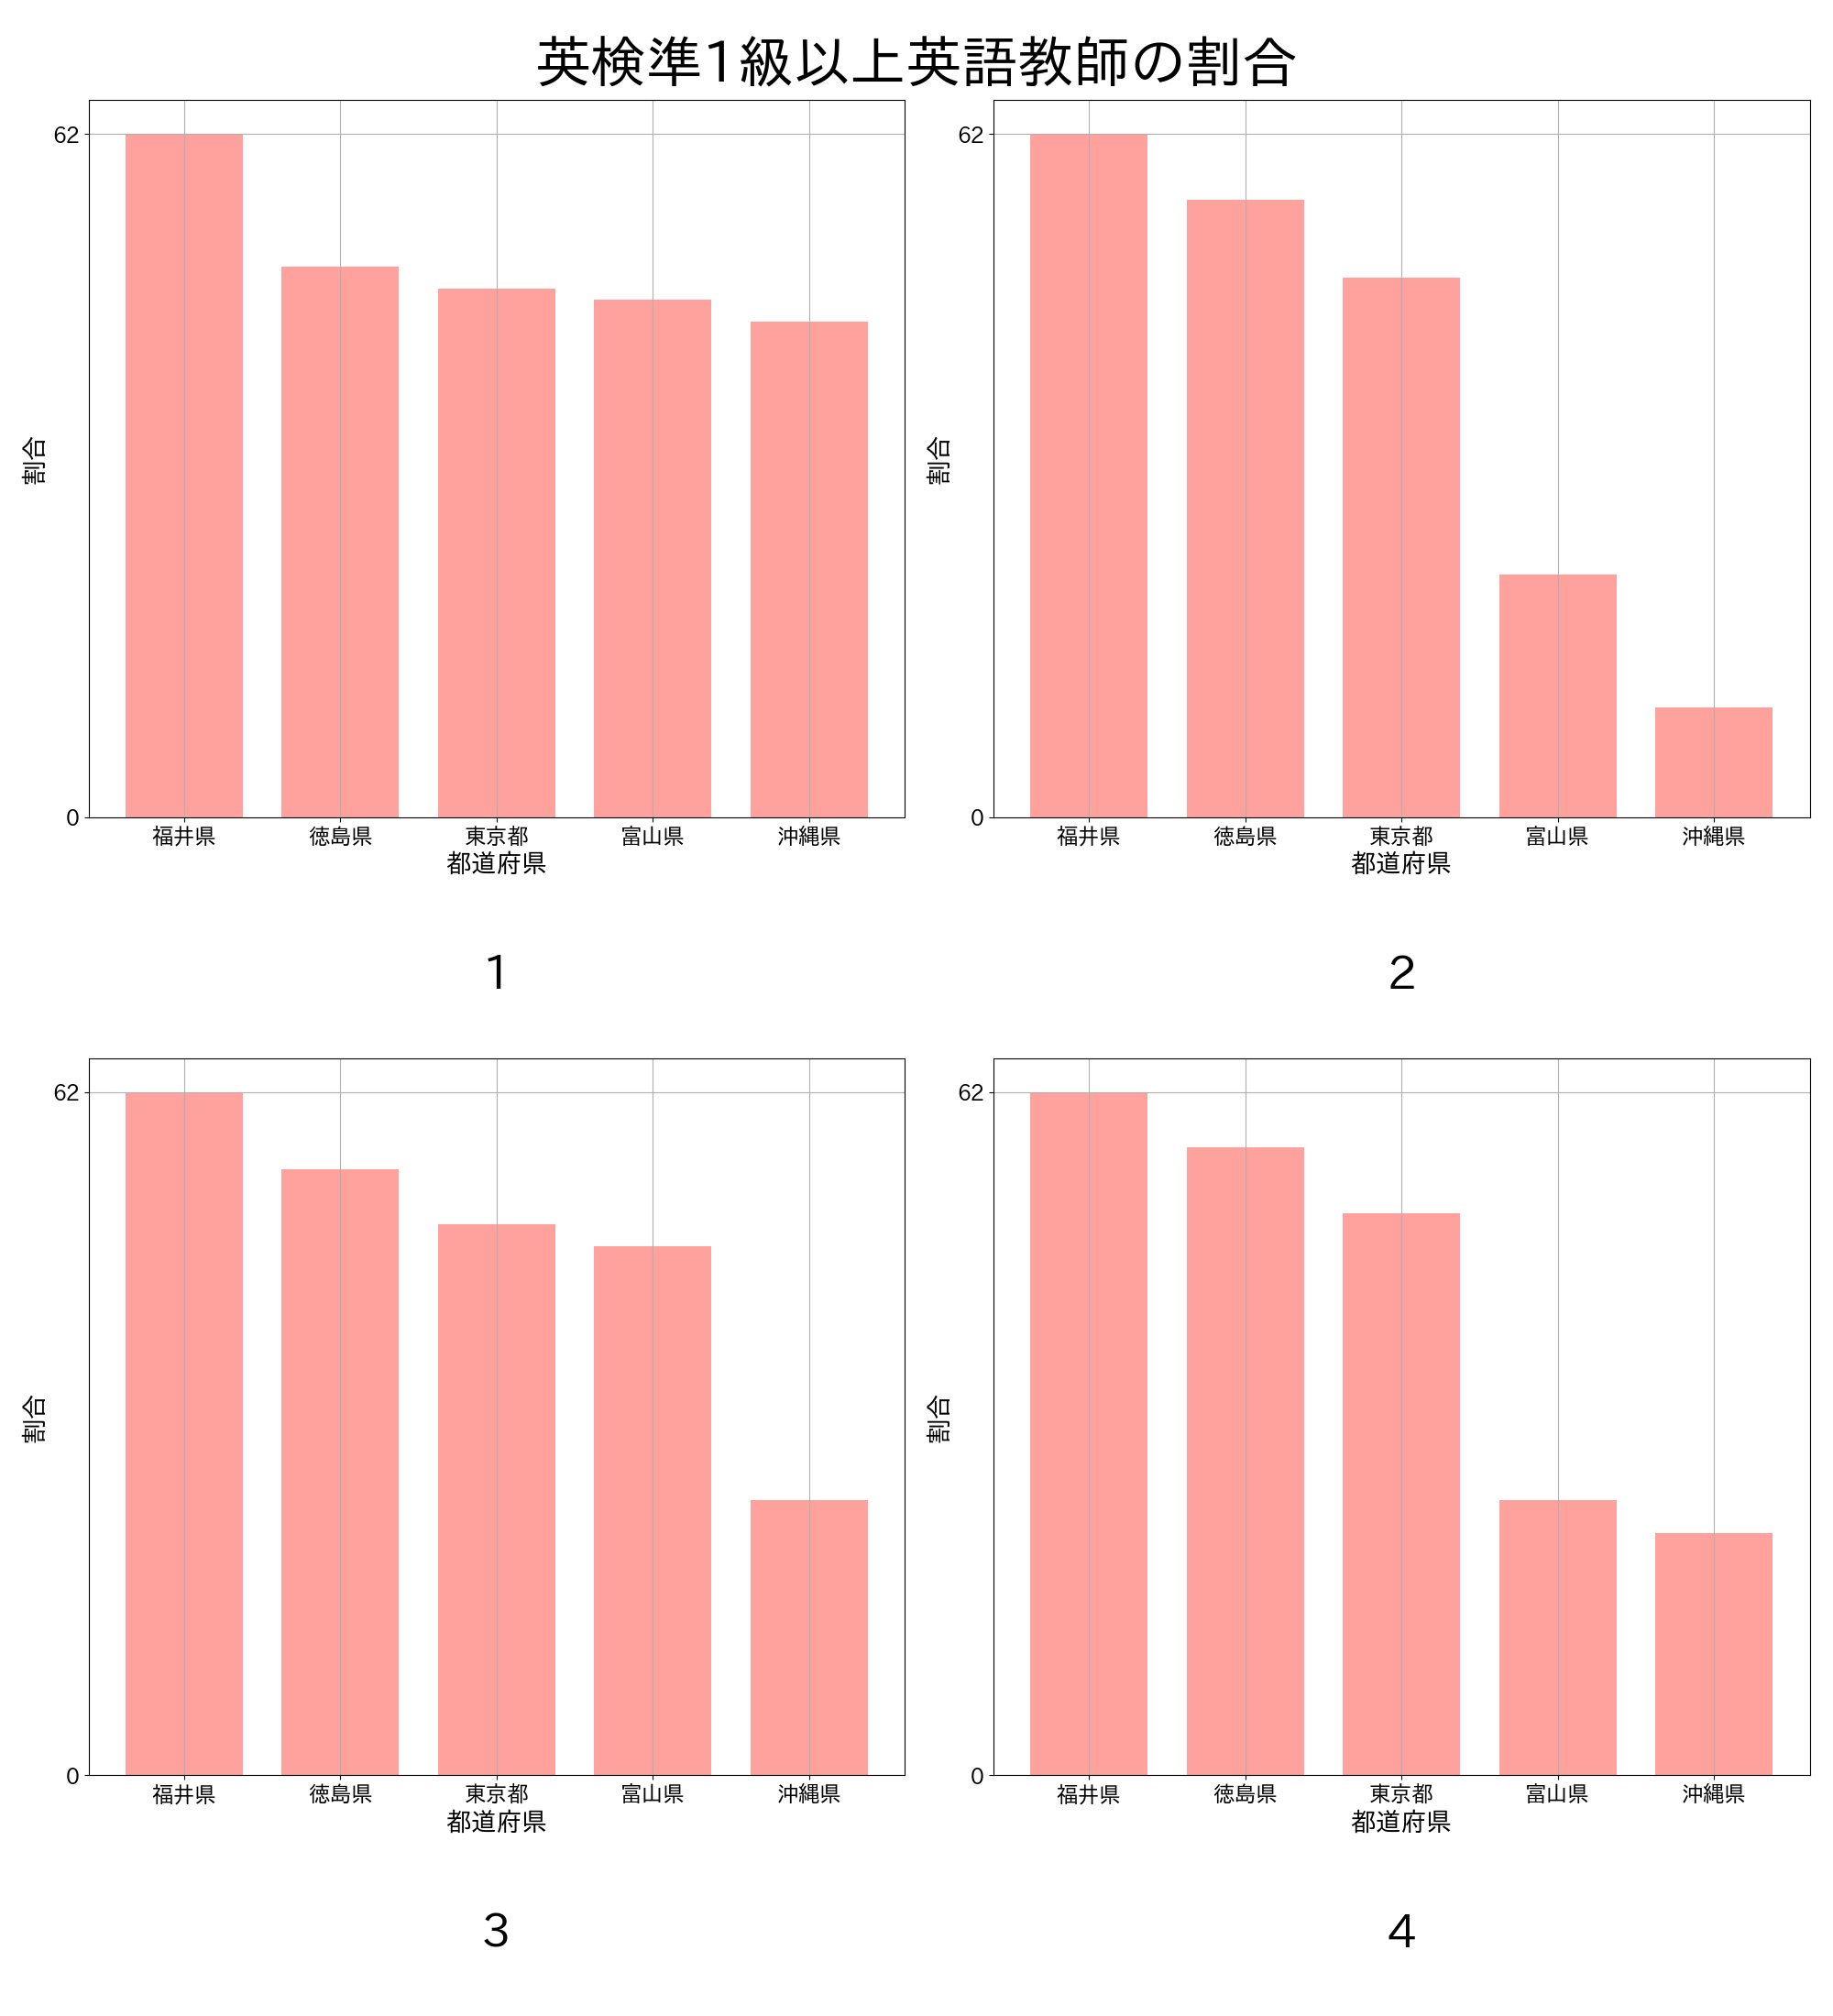 英検準1級以上英語教師の割合
62
0
割合
福井県 徳島県 東京都 富山県 沖縄県
都道府県
1
62
0
割合
福井県 徳島県 東京都 富山県 沖縄県
都道府県
2
62
0
割合
福井県 徳島県 東京都 富山県 沖縄県
都道府県
3
62
0
割合
福井県 徳島県 東京都 富山県 沖縄県
都道府県
4